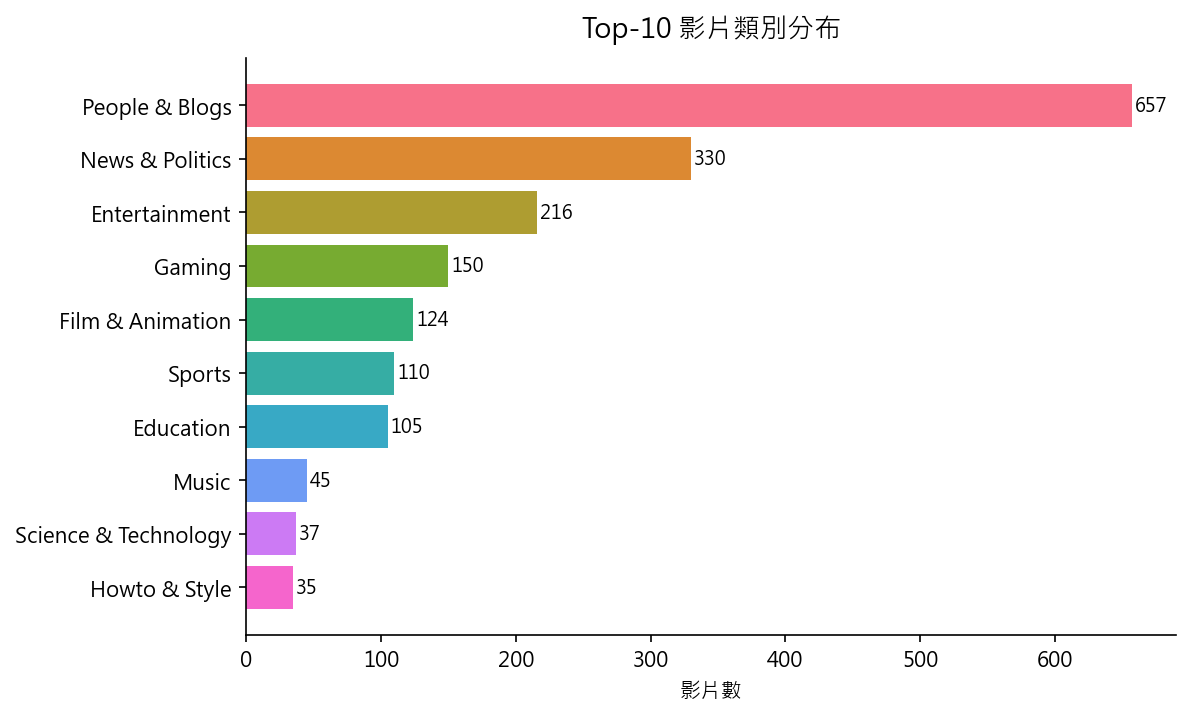 Top-10 影片類別分布
People & Blogs 657
News & Politics 330
Entertainment 216
Gaming 150
Film & Animation 124
Sports 110
Education 105
Music 45
Science & Technology 37
Howto & Style 35
0 100 200 300 400 500 600
影片數